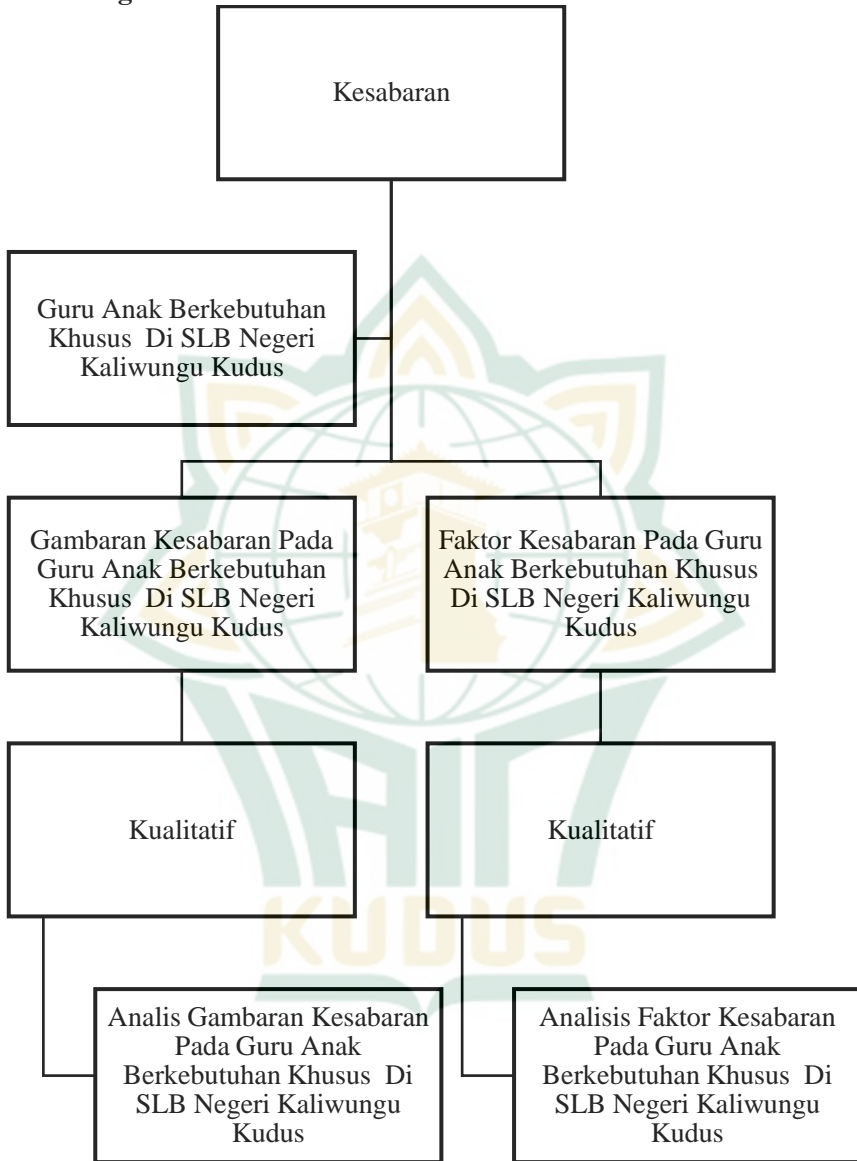 Kesabaran
Guru Anak Berkebutuhan
Khusus Di SLB Negeri
Kaliwungu Kudus
Gambaran Kesabaran Pada
Guru Anak Berkebutuhan
Khusus Di SLB Negeri
Kaliwungu Kudus
Faktor Kesabaran Pada Guru
Anak Berkebutuhan Khusus
Di SLB Negeri Kaliwungu
Kudus
Kualitatif
Kualitatif
Analis Gambaran Kesabaran
Pada Guru Anak
Berkebutuhan Khusus Di
SLB Negeri Kaliwungu
Kudus
Analisis Faktor Kesabaran
Pada Guru Anak
Berkebutuhan Khusus Di
SLB Negeri Kaliwungu
Kudus
IAIN
KUDUS